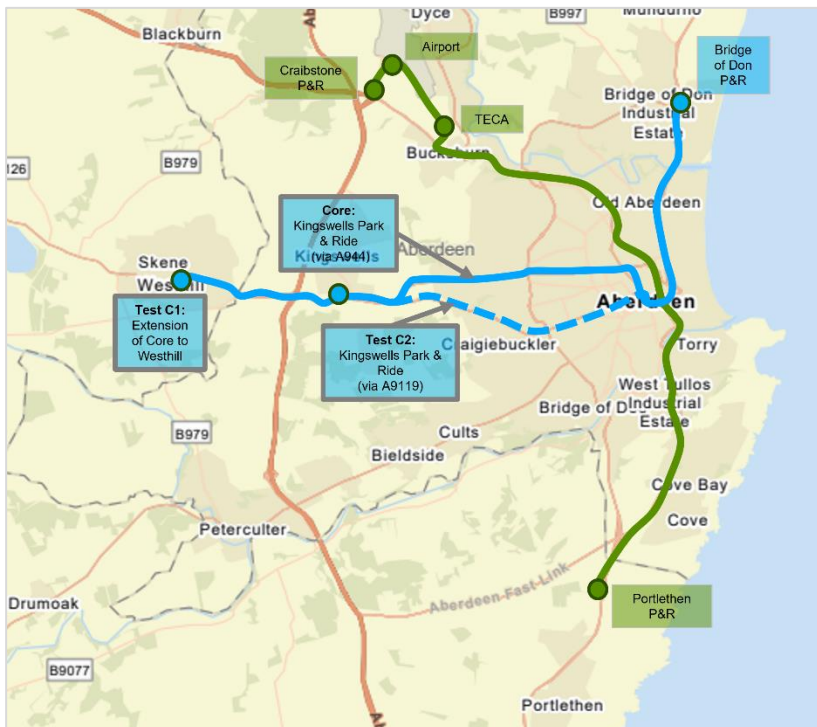 Dyce
B997
Mundurno
Blackburn
Airport
Craibstone
P&R
Bridge
of Don
P&R
Bridge of Don
Industrial
Estate
TECA
Bucksburn
B979
126
Old Aberdeen
Core:
Kingswells Park
& Ride
(via A944)
Kingswells
Aberdeen
Skene
Westhill
Test C1:
Extension
of Core to
Westhill
Aberdeen
Test C2:
Kingswells Park &
Ride
(via A9119)
Craigiebuckler
Torry
West Tullos
Industrial
Estate
Bridge of Dee
B979
Cults
Bieldside
Cove Bay
Cove
Peterculter
Aberdeen Fast Link
Drumoak
Portlethen
P&R
B9077
Portlethen